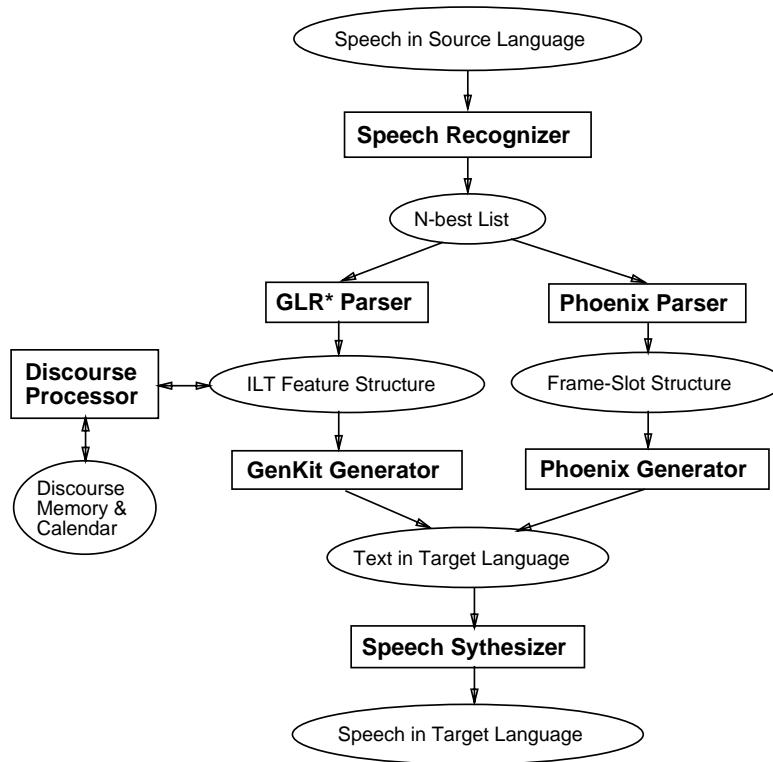 Speech in Source Language
Speech Recognizer
N-best List
GLR* Parser
Phoenix Parser
Discourse
Processor
ILT Feature Structure
Frame-Slot Structure
GenKit Generator
Phoenix Generator
Discourse
Memory &
Calendar
Text in Target Language
Speech Sythesizer
Speech in Target Language